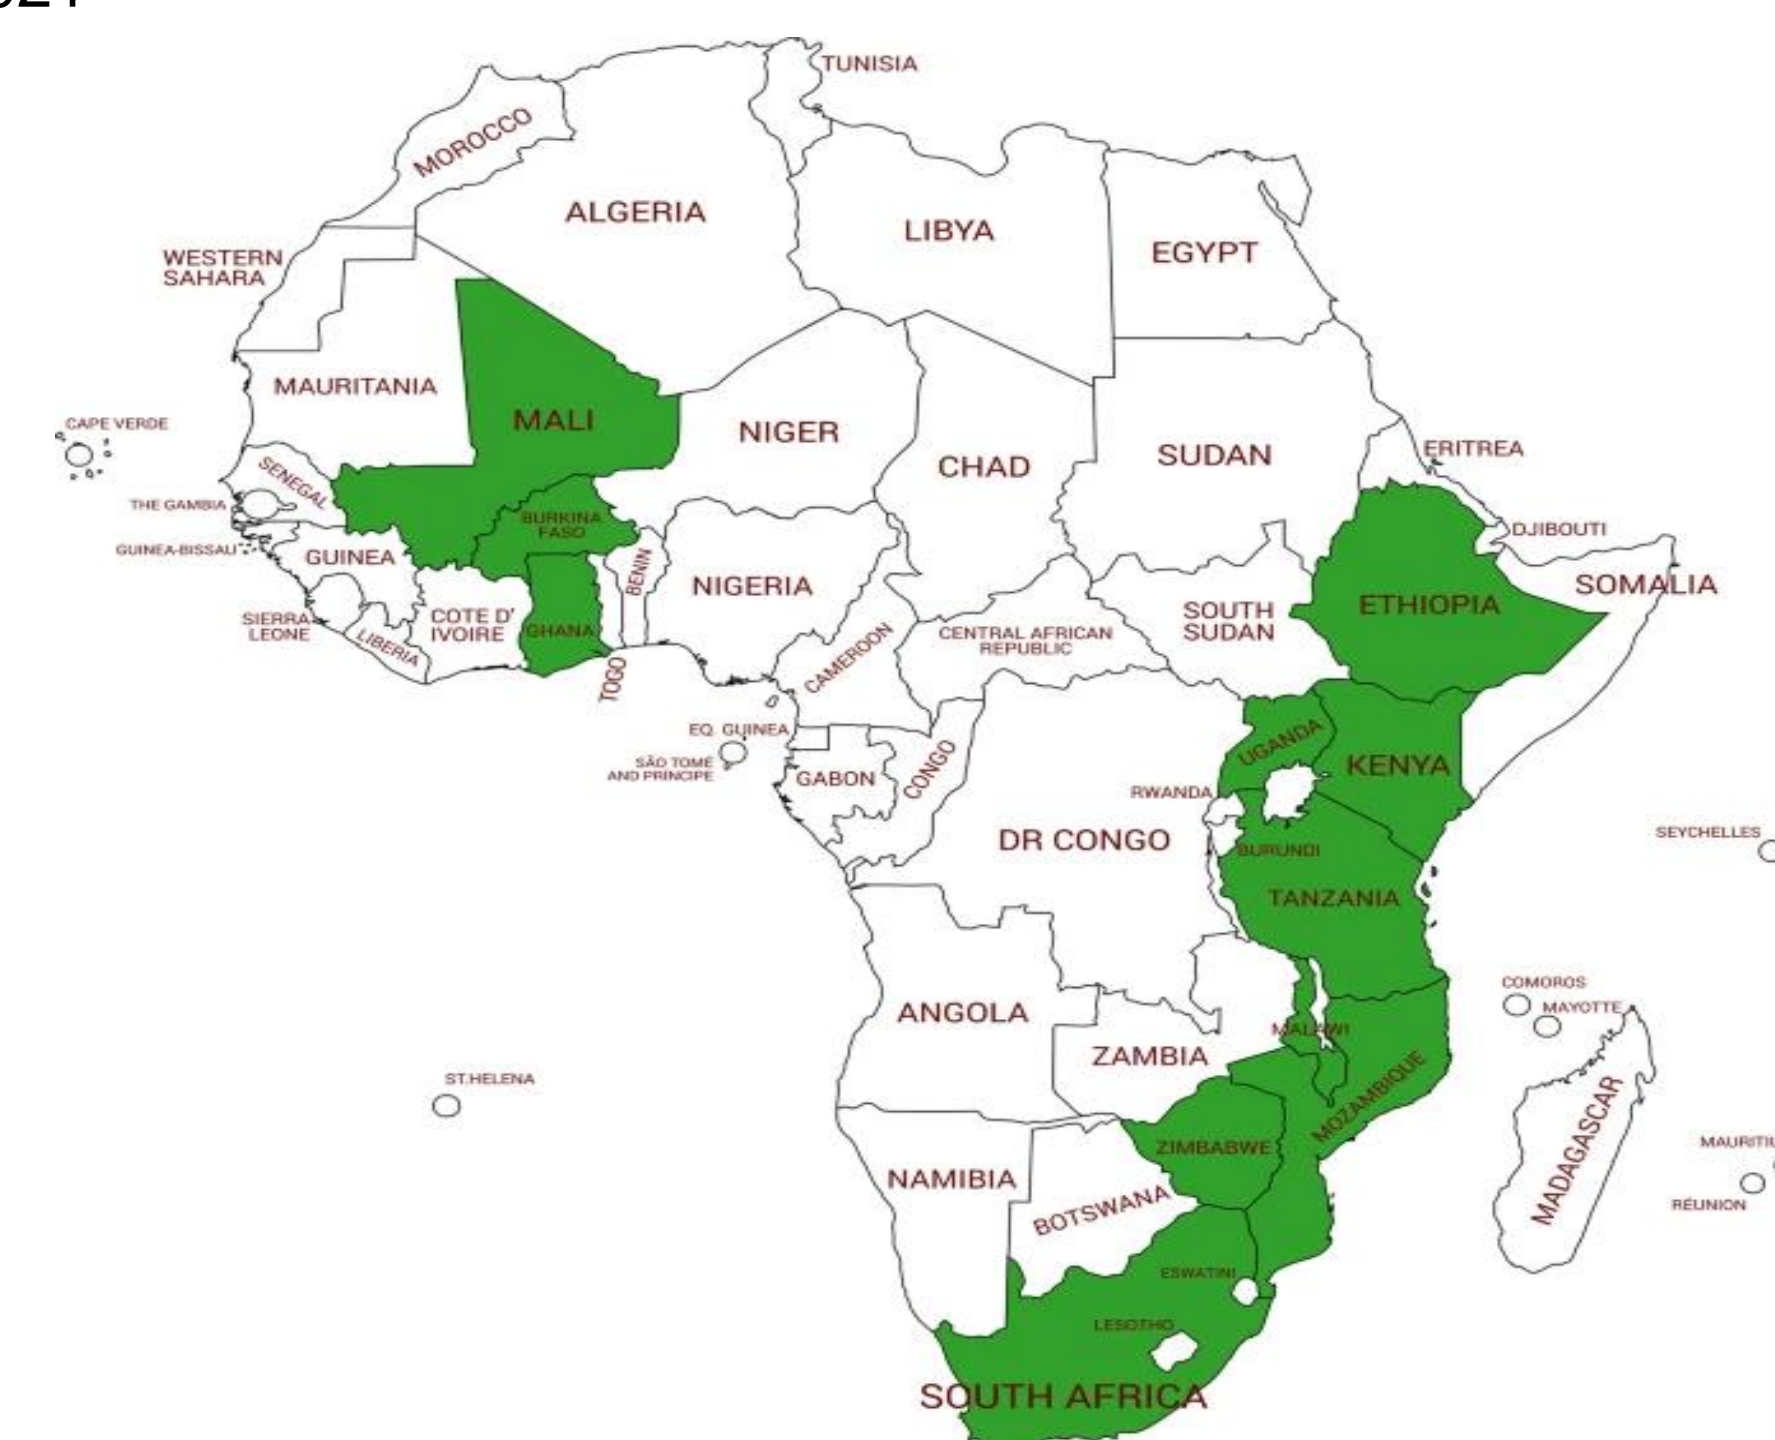 TUNISIA
MOROCCO
ALGERIA
LIBYA
EGYPT
WESTERN
SAHARA
MAURITANIA
MALI
NIGER
CHAD
SUDAN
ERITREA
CAPE VERDE
SENEGAL
THE GAMBIA
BURKINA
FASO
DJIBOUTI
GUINEA-BISSAU
GUINEA
BENIN
NIGERIA
SOMALIA
ETHIOPIA
SIERRA
LEONE
LIBERIA
COTE D'
IVOIRE
GHANA
TOGO
CAMEROON
CENTRAL AFRICAN
REPUBLIC
SOUTH
SUDAN
EQ. GUINEA
SÃO TOMÉ
AND PRINCIPE
GABON
CONGO
UGANDA
KENYA
RWANDA
DR CONGO
BURUNDI
SEYCHELLES
TANZANIA
ANGOLA
ZAMBIA
MALAWI
COMOROS
MAYOTTE
MOZAMBIQUE
ST.HELENA
MADAGASCAR
ZIMBABWE
NAMIBIA
BOTSWANA
RÉUNION
ESWATINI
LESOTHO
SOUTH AFRICA